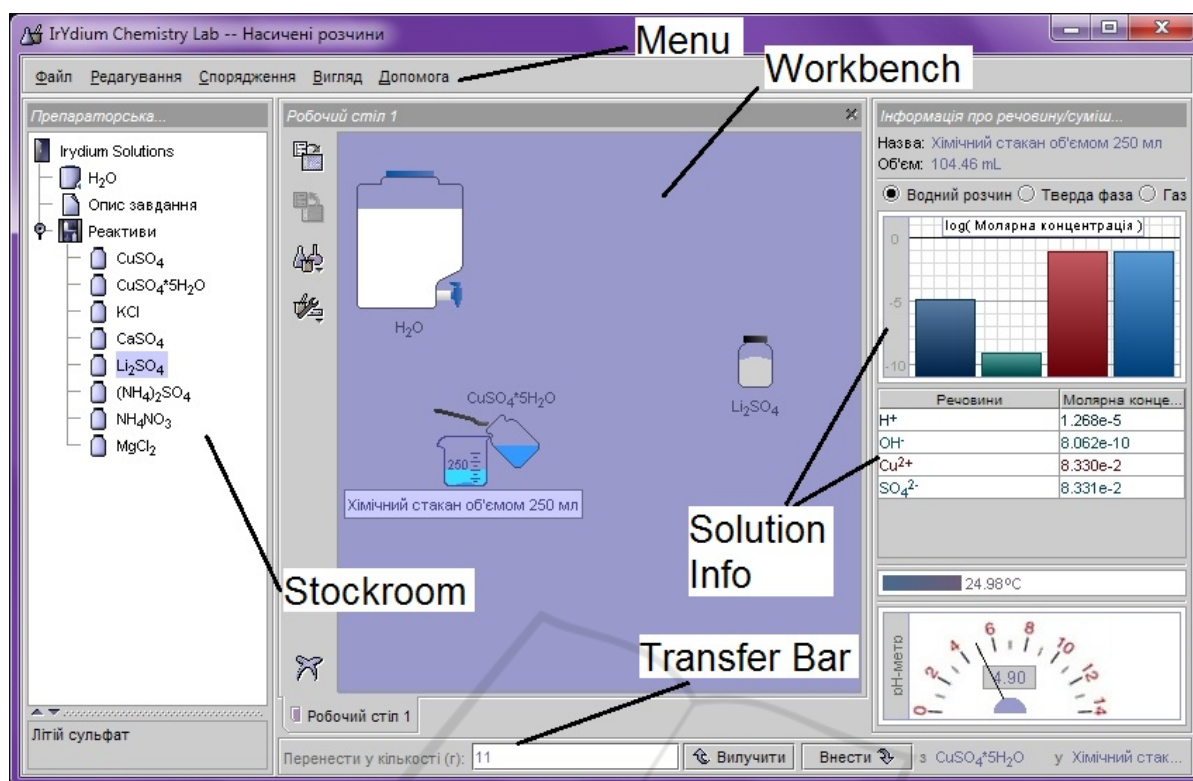 IrYdium Chemistry Lab -- Насичені розчини
Menu
Workbench
Файл Редагування Спорядження Вигляд Допомога
Препараторська...
Irydium Solutions
H₂O
Опис завдання
Реактиви
CuSO₄
CuSO₄*5H₂O
KCl
CaSO₄
Li₂SO₄
(NH₄)₂SO₄
NH₄NO₃
MgCl₂
Stockroom
Літій сульфат
Робочий стіл 1
H₂O
CuSO₄*5H₂O
Li₂SO₄
250
Хімічний стакан об'ємом 250 мл
Solution
Info
Transfer Bar
Робочий стіл 1
Перенести у кількості (г): 11
Вилучити
Внести
з CuSO₄*5H₂O у Хімічний стак...
Інформація про речовину/суміш...
Назва: Хімічний стакан об'ємом 250 мл
Об'єм: 104.46 mL
Водний розчин Тверда фаза Газ
log( Молярна концентрація )
0
-5
-10
Речовини Молярна конце...
H+ 1.268e-5
OH- 8.062e-10
Cu²⁺ 8.330e-2
SO₄²⁻ 8.331e-2
24.98ºC
pH-метр
0 2 4 6 8 10 12 14
4.90